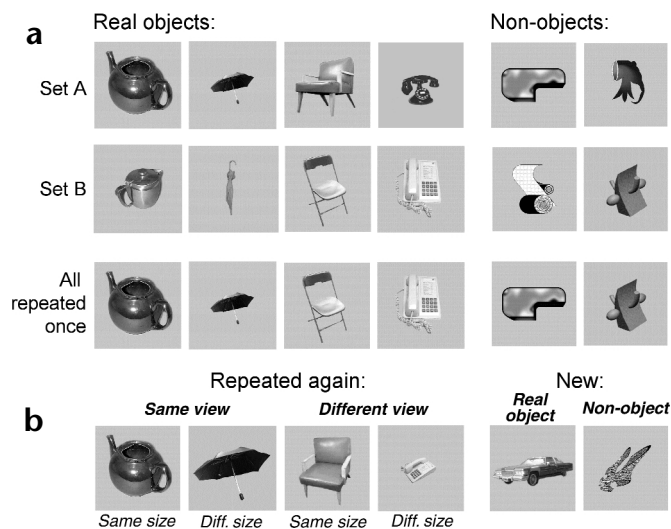 Real objects:
Non-objects:
a
Set A
Set B
All
repeated
once
Repeated again:
New:
b
Same view
Different view
Real
object
Non-object
Same size
Diff. size
Same size
Diff. size